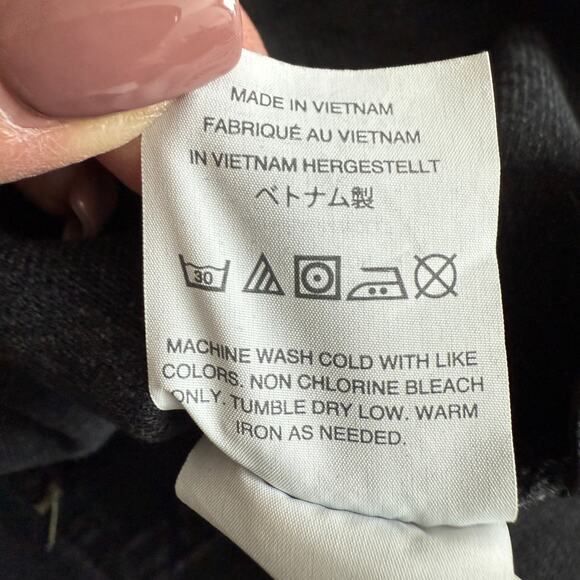 MADE IN VIETNAM
FABRIQUÉ AU VIETNAM
IN VIETNAM HERGESTELLT
ベトナム製
30
MACHINE WASH COLD WITH LIKE
COLORS. NON CHLORINE BLEACH
ONLY. TUMBLE DRY LOW. WARM
IRON AS NEEDED.